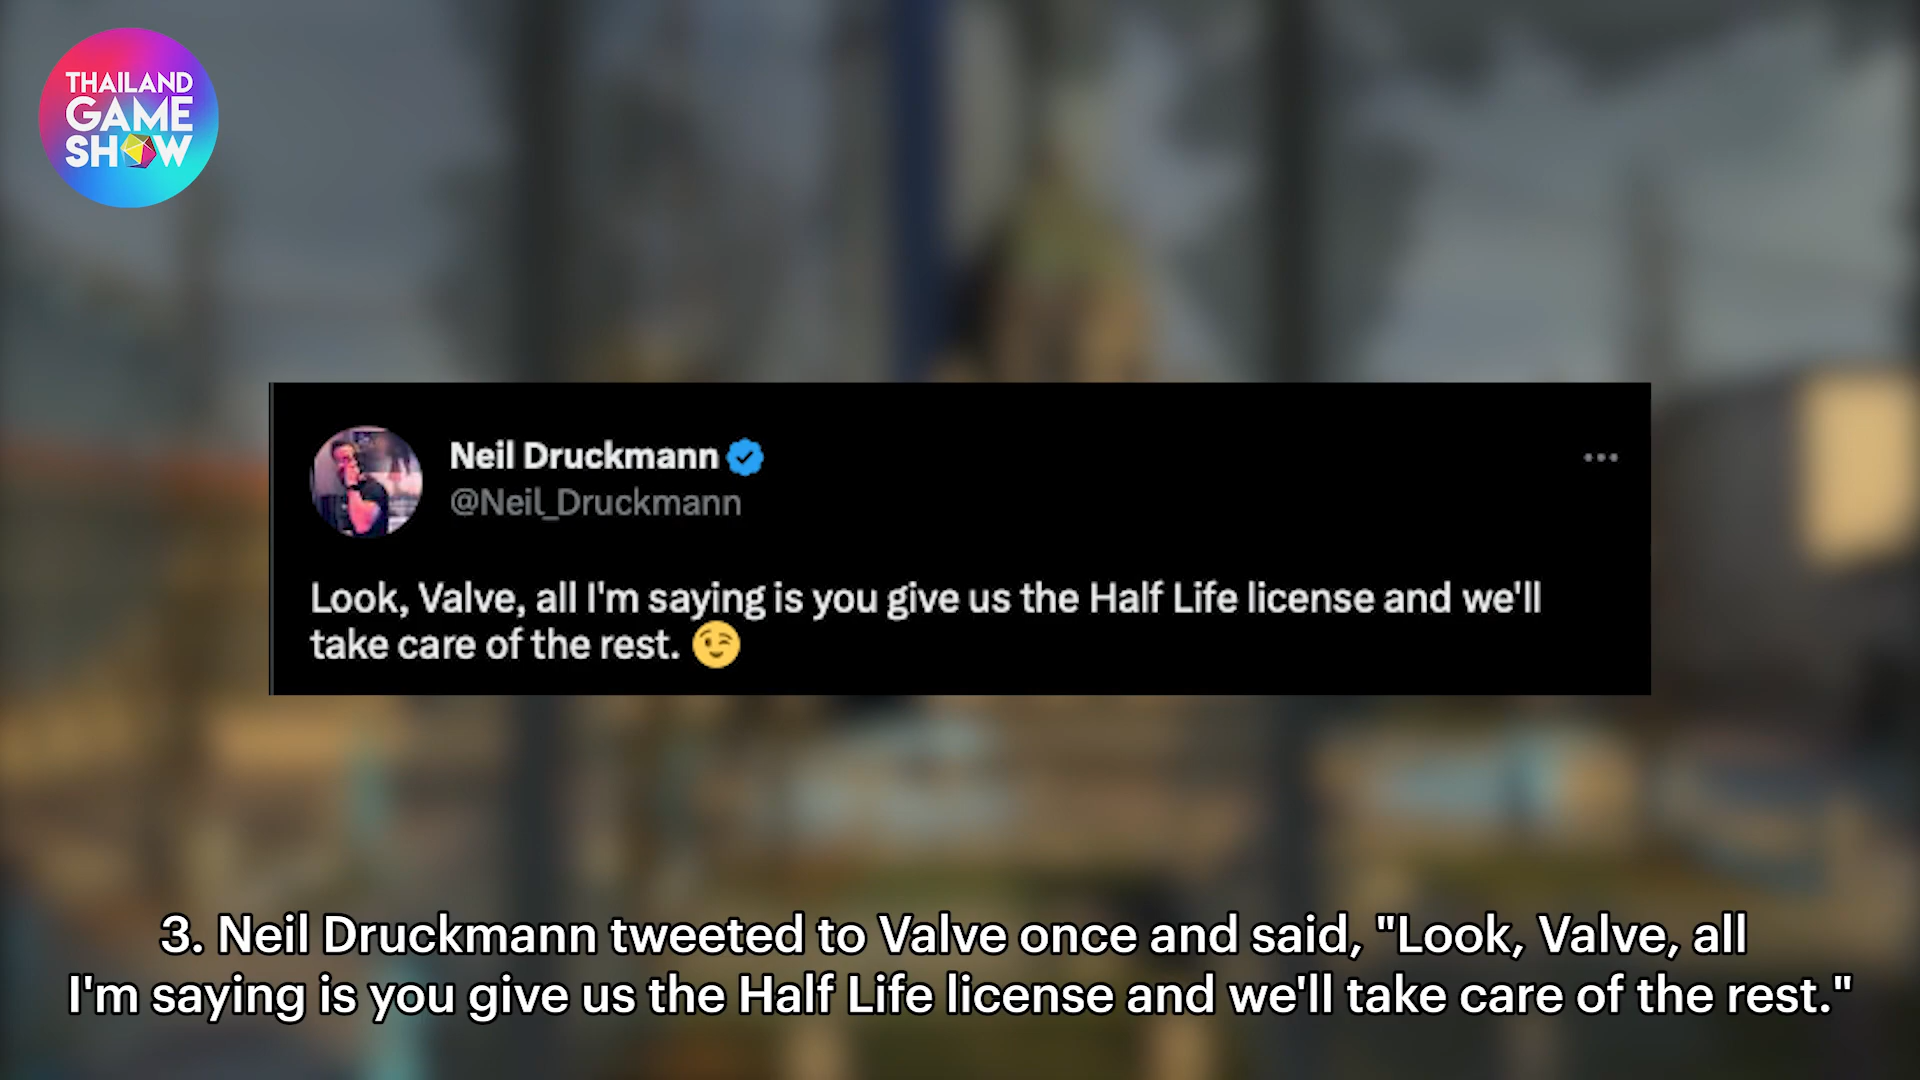 THAILAND
GAME
SHOW
Neil Druckmann
@Neil_Druckmann
Look, Valve, all I'm saying is you give us the Half Life license and we'll
take care of the rest. 😉
3. Neil Druckmann tweeted to Valve once and said, "Look, Valve, all
I'm saying is you give us the Half Life license and we'll take care of the rest."